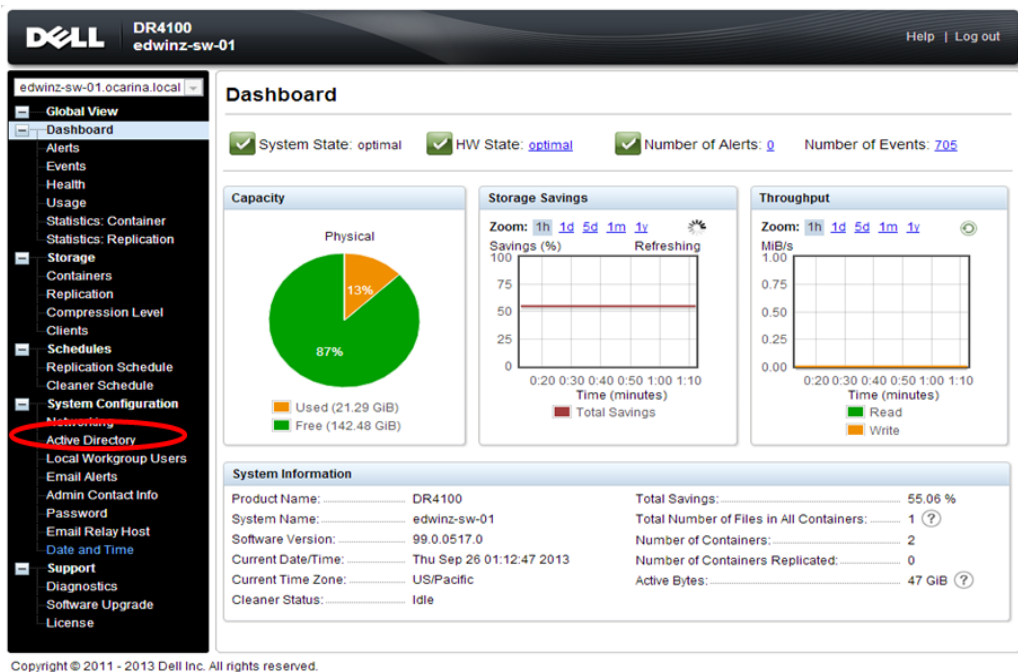 DELL
DR4100
edwinz-sw-01
Help | Log out
edwinz-sw-01.ocarina.local
Global View
Dashboard
Alerts
Events
Health
Usage
Statistics: Container
Statistics: Replication
Storage
Containers
Replication
Compression Level
Clients
Schedules
Replication Schedule
Cleaner Schedule
System Configuration
Networking
Active Directory
Local Workgroup Users
Email Alerts
Admin Contact Info
Password
Email Relay Host
Date and Time
Support
Diagnostics
Software Upgrade
License
Dashboard
System State: optimal
HW State: optimal
Number of Alerts: 0
Number of Events: 705
Capacity
Physical
13%
87%
Used (21.29 GiB)
Free (142.48 GiB)
Storage Savings
Zoom: 1h 1d 5d 1m 1y
Savings (%) Refreshing
100
75
50
25
0
0:20 0:30 0:40 0:50 1:00 1:10
Time (minutes)
Total Savings
Throughput
Zoom: 1h 1d 5d 1m 1y
MiB/s
1.00
0.75
0.50
0.25
0.00
0:20 0:30 0:40 0:50 1:00 1:10
Time (minutes)
Read
Write
System Information
Product Name: DR4100
System Name: edwinz-sw-01
Software Version: 99.0.0517.0
Current Date/Time: Thu Sep 26 01:12:47 2013
Current Time Zone: US/Pacific
Cleaner Status: Idle
Total Savings: 55.06 %
Total Number of Files in All Containers: 1 ?
Number of Containers: 2
Number of Containers Replicated: 0
Active Bytes: 47 GiB ?
Copyright © 2011 - 2013 Dell Inc. All rights reserved.